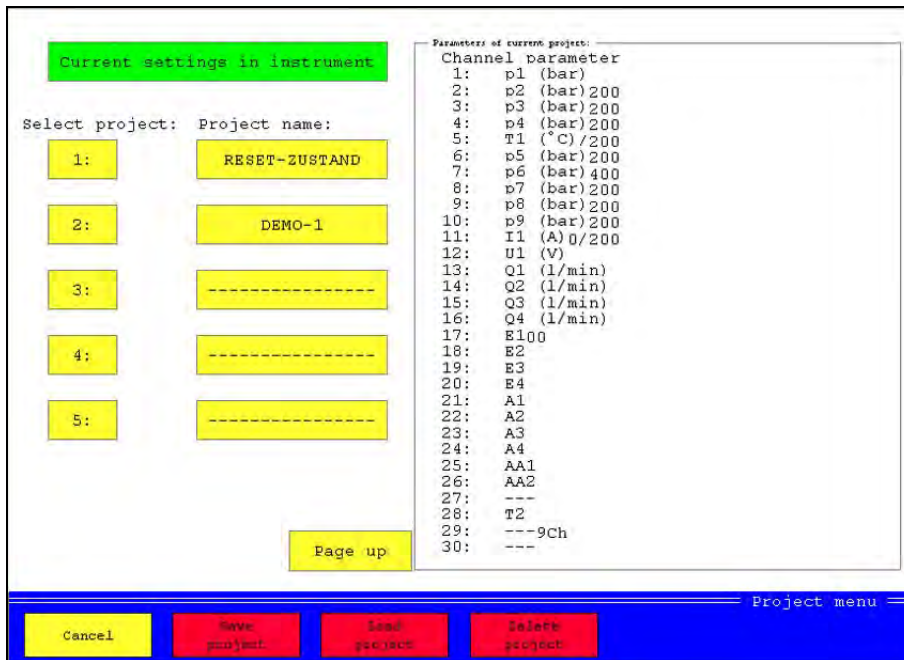 Current settings in instrument
Select project: Project name:
1: RESET-ZUSTAND
2: DEMO-1
3: ----------------
4: ----------------
5: ----------------
Page up
Parameters of current project:
Channel parameter
1: p1 (bar)
2: p2 (bar)200
3: p3 (bar)200
4: p4 (bar)200
5: T1 (°C)/200
6: p5 (bar)200
7: p6 (bar)400
8: p7 (bar)200
9: p8 (bar)200
10: p9 (bar)200
11: I1 (A)0/200
12: U1 (V)
13: Q1 (l/min)
14: Q2 (l/min)
15: Q3 (l/min)
16: Q4 (l/min)
17: E100
18: E2
19: E3
20: E4
21: A1
22: A2
23: A3
24: A4
25: AA1
26: AA2
27: ---
28: T2
29: ---9Ch
30: ---
Project menu
Cancel
Save
project
Load
project
Delete
project